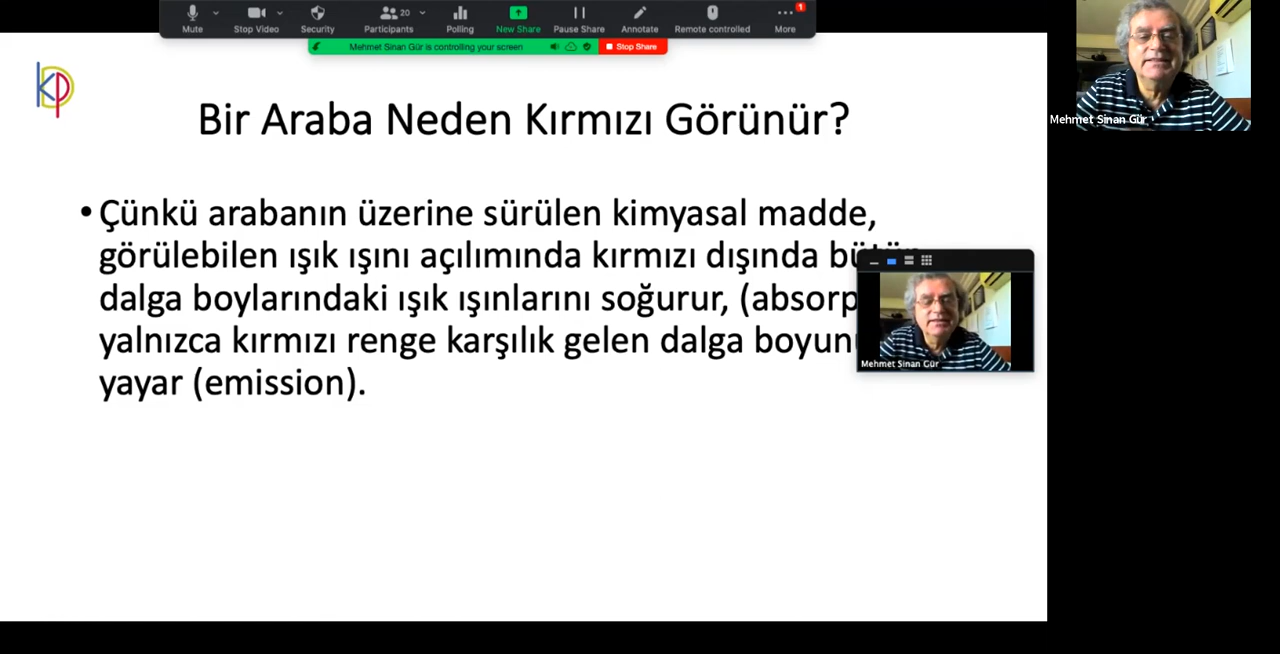 Mute
Stop Video
Security
20
Participants
Polling
New Share
Pause Share
Annotate
Remote controlled
1
More
Mehmet Sinan Gür is controlling your screen
Stop Share
Mehmet Sinan Gür
kp
Bir Araba Neden Kırmızı Görünür?
• Çünkü arabanın üzerine sürülen kimyasal madde,
görülebilen ışık ışını açılımında kırmızı dışında
dalga boylarındaki ışık ışınlarını soğurur,
yalnızca kırmızı renge karşılık gelen dalga
yayar (emission).
Mehmet Sinan Gür